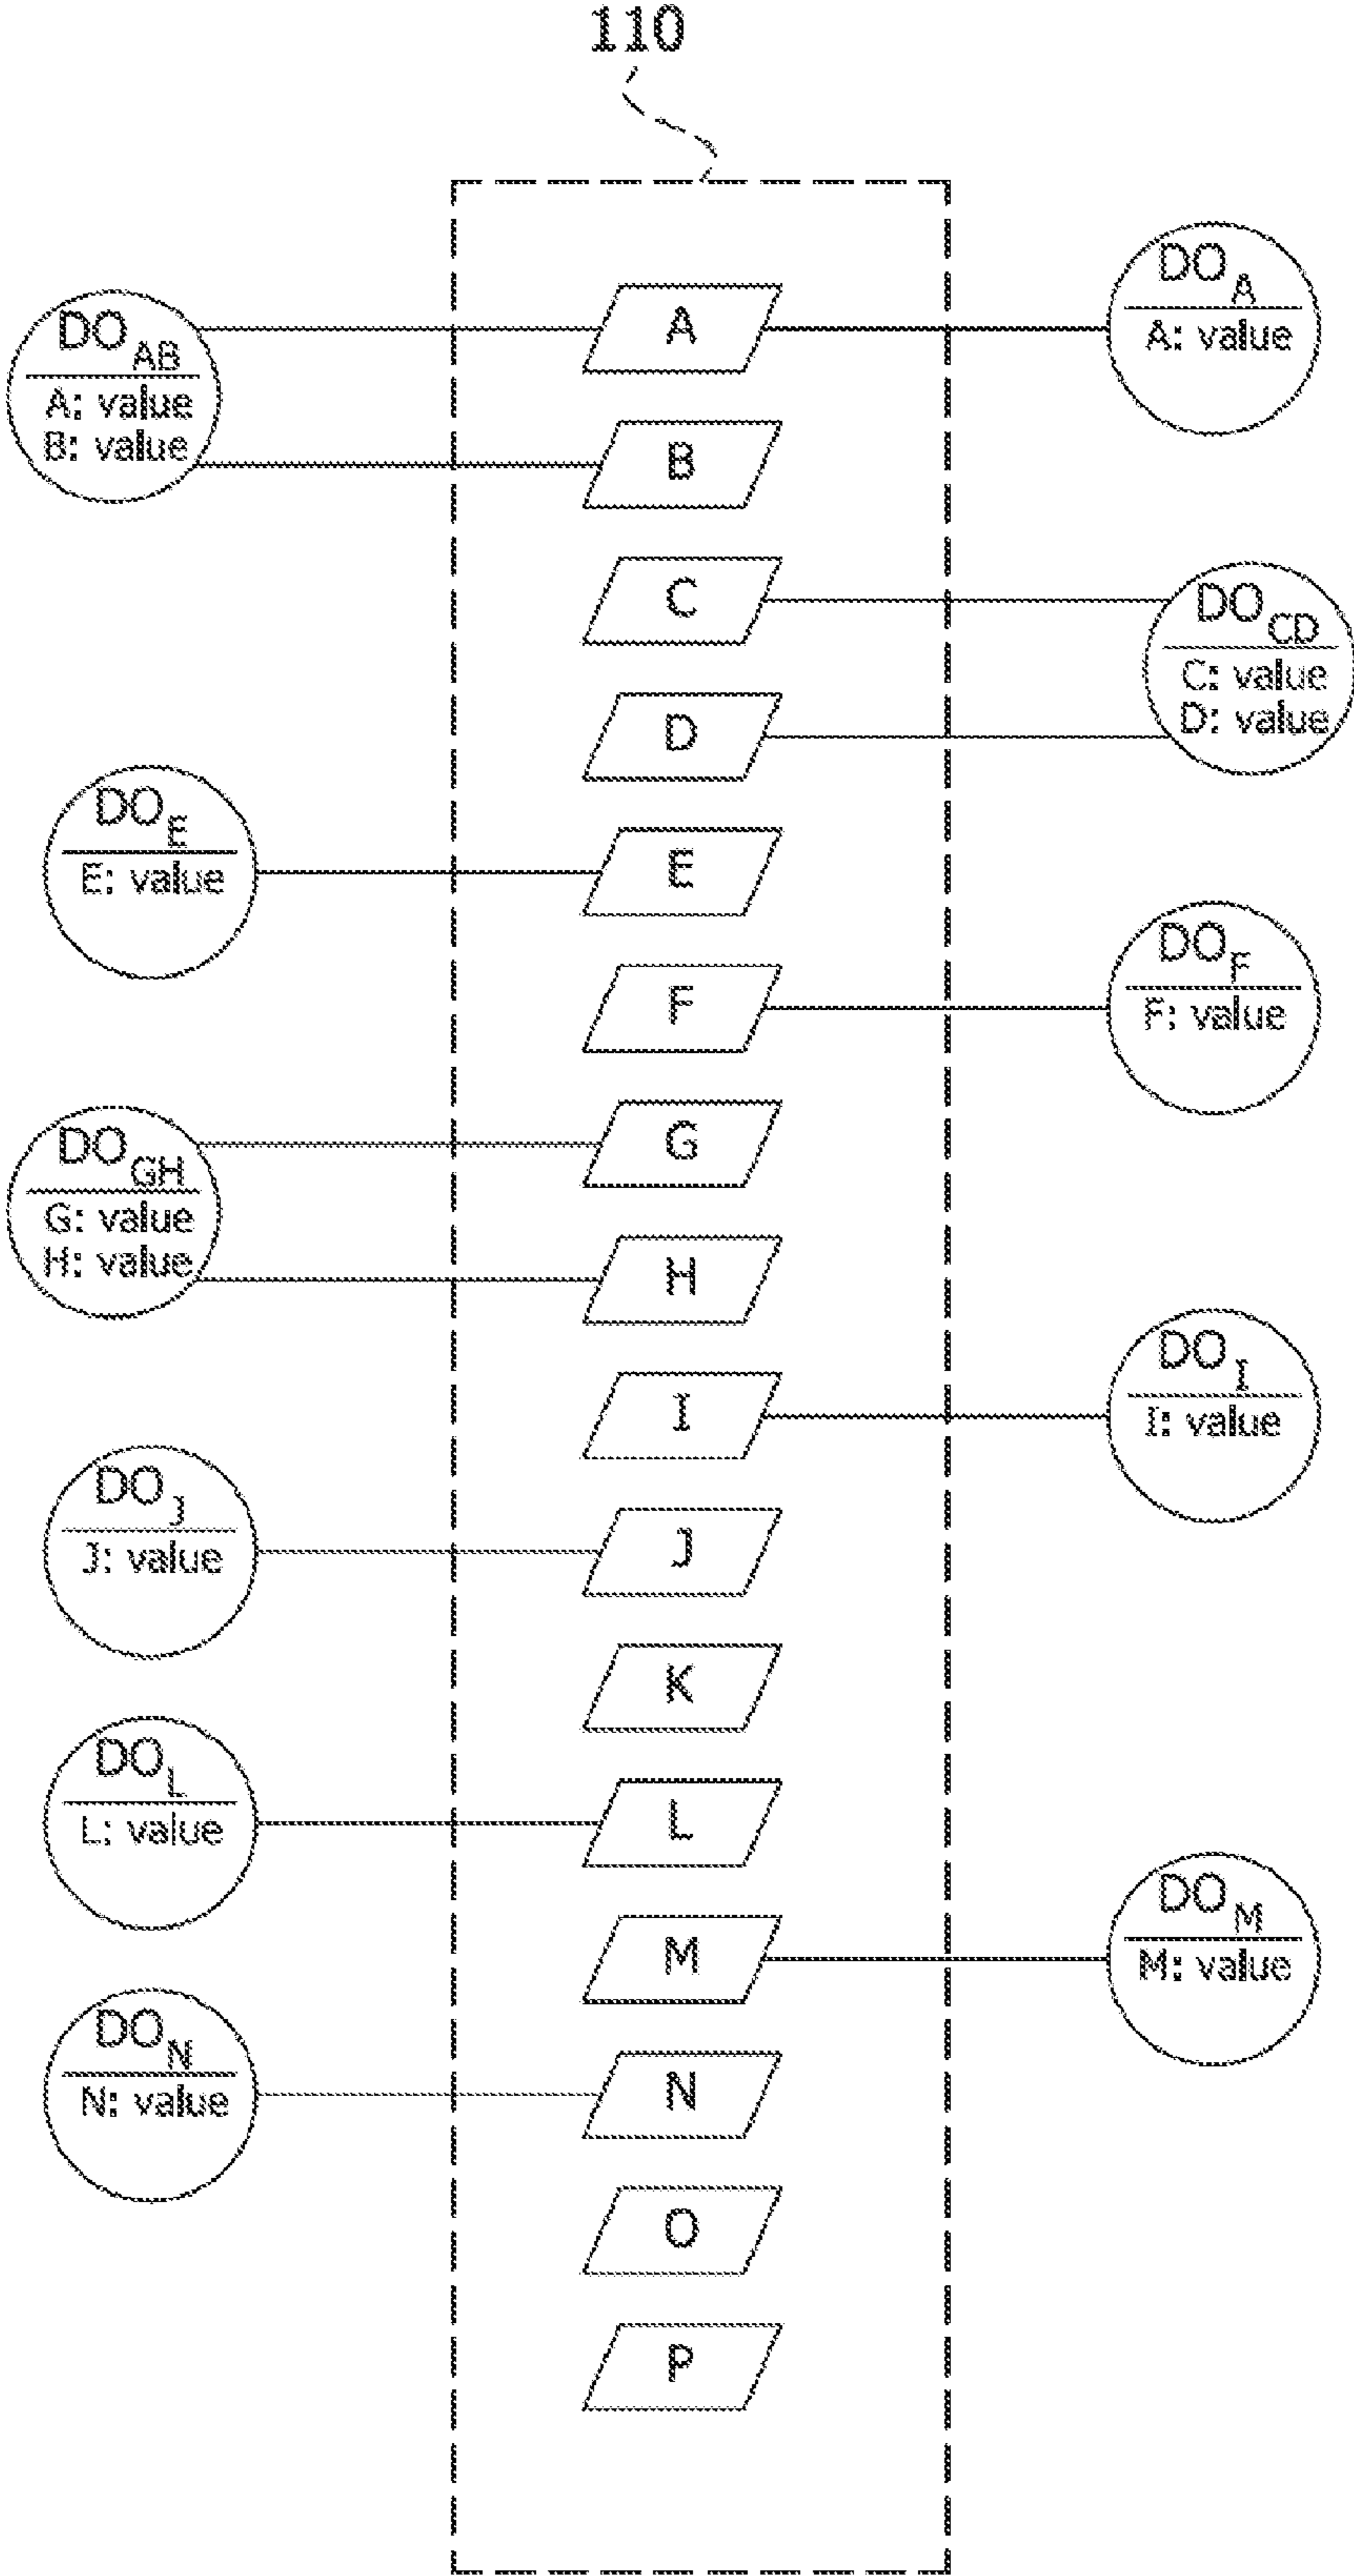 110
DO_A
A: value
DO_AB
A: value
B: value
A
B
C
DO_CD
C: value
D: value
D
DO_E
E: value
E
DO_F
F: value
F
DO_GH
G: value
H: value
G
H
DO_I
I: value
I
DO_J
J: value
J
K
DO_L
L: value
L
DO_M
M: value
M
DO_N
N: value
N
O
P